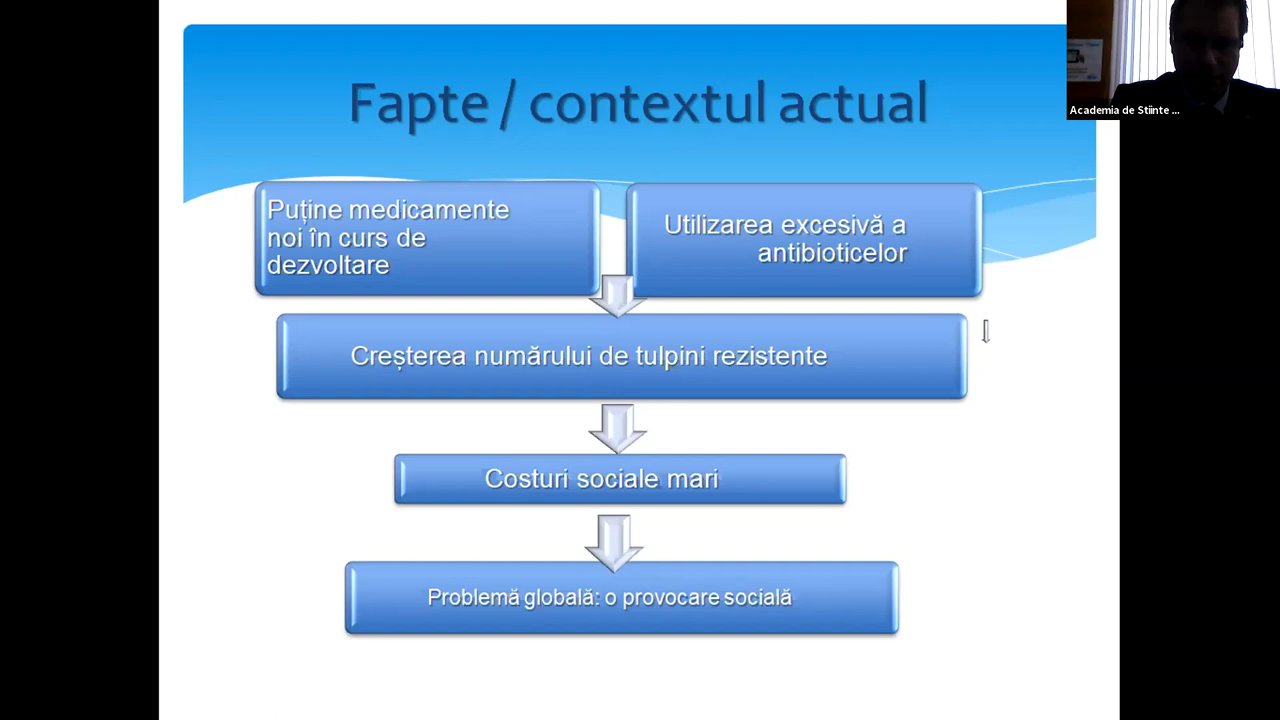 Fapte / contextul actual
Academia de Stiinte ...
Puține medicamente
noi în curs de
dezvoltare
Utilizarea excesivă a
antibioticelor
Creșterea numărului de tulpini rezistente
Costuri sociale mari
Problemă globală: o provocare socială